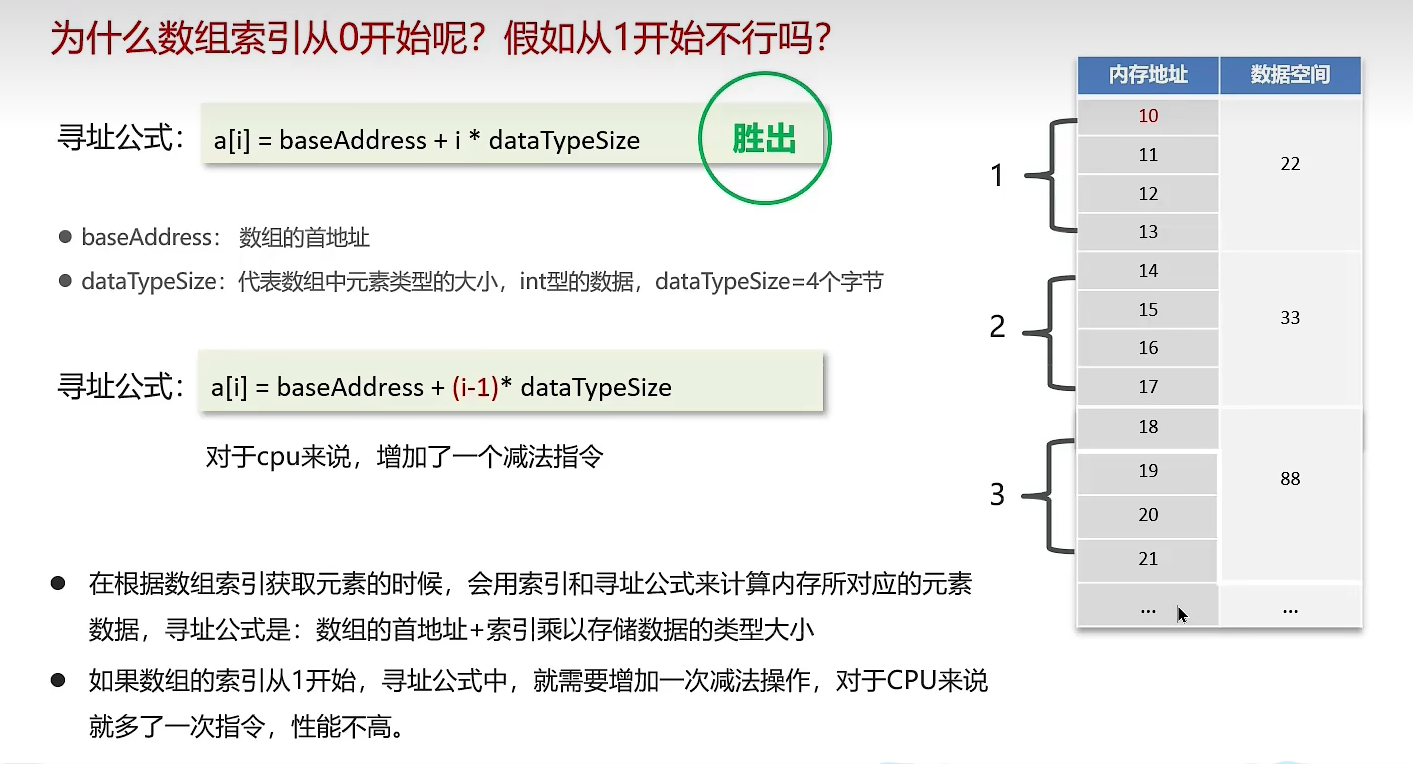 为什么数组索引从0开始呢？假如从1开始不行吗？
寻址公式：
a[i] = baseAddress + i * dataTypeSize
胜出
● baseAddress： 数组的首地址
● dataTypeSize：代表数组中元素类型的大小，int型的数据，dataTypeSize=4个字节
寻址公式：
a[i] = baseAddress + (i-1)* dataTypeSize
对于cpu来说，增加了一个减法指令
● 在根据数组索引获取元素的时候，会用索引和寻址公式来计算内存所对应的元素
数据，寻址公式是：数组的首地址+索引乘以存储数据的类型大小
● 如果数组的索引从1开始，寻址公式中，就需要增加一次减法操作，对于CPU来说
就多了一次指令，性能不高。
内存地址 数据空间
1
10
11
12
13
22
2
14
15
16
17
33
3
18
19
20
21
88
... ...